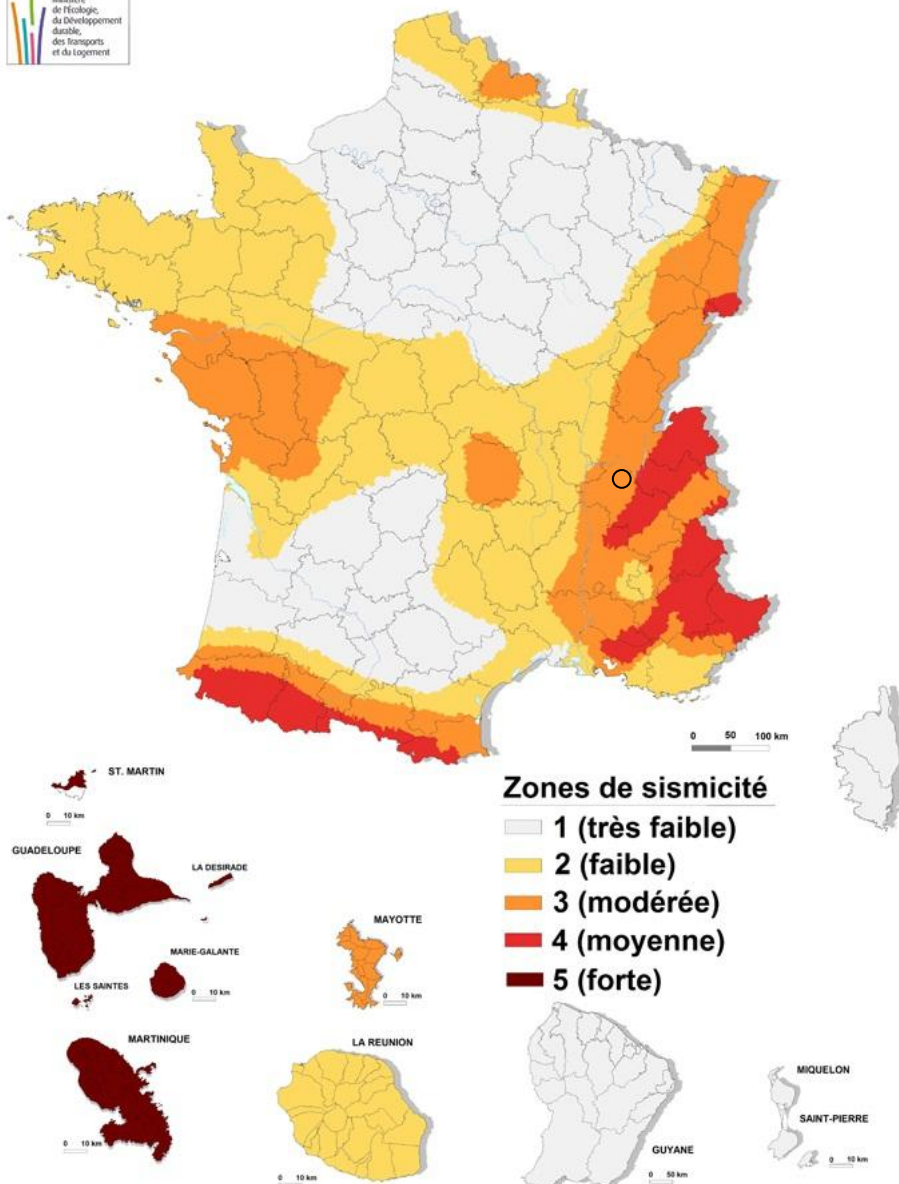 Ministère
de l'Écologie,
du Développement
durable,
des Transports
et du Logement
0 50 100 km
ST. MARTIN
0 10 km
GUADELOUPE
LA DESIRADE
MARIE-GALANTE
LES SAINTES
0 10 km
MAYOTTE
0 10 km
Zones de sismicité
1 (très faible)
2 (faible)
3 (modérée)
4 (moyenne)
5 (forte)
MARTINIQUE
0 10 km
LA REUNION
0 10 km
GUYANE
0 50 km
MIQUELON
SAINT-PIERRE
0 10 km